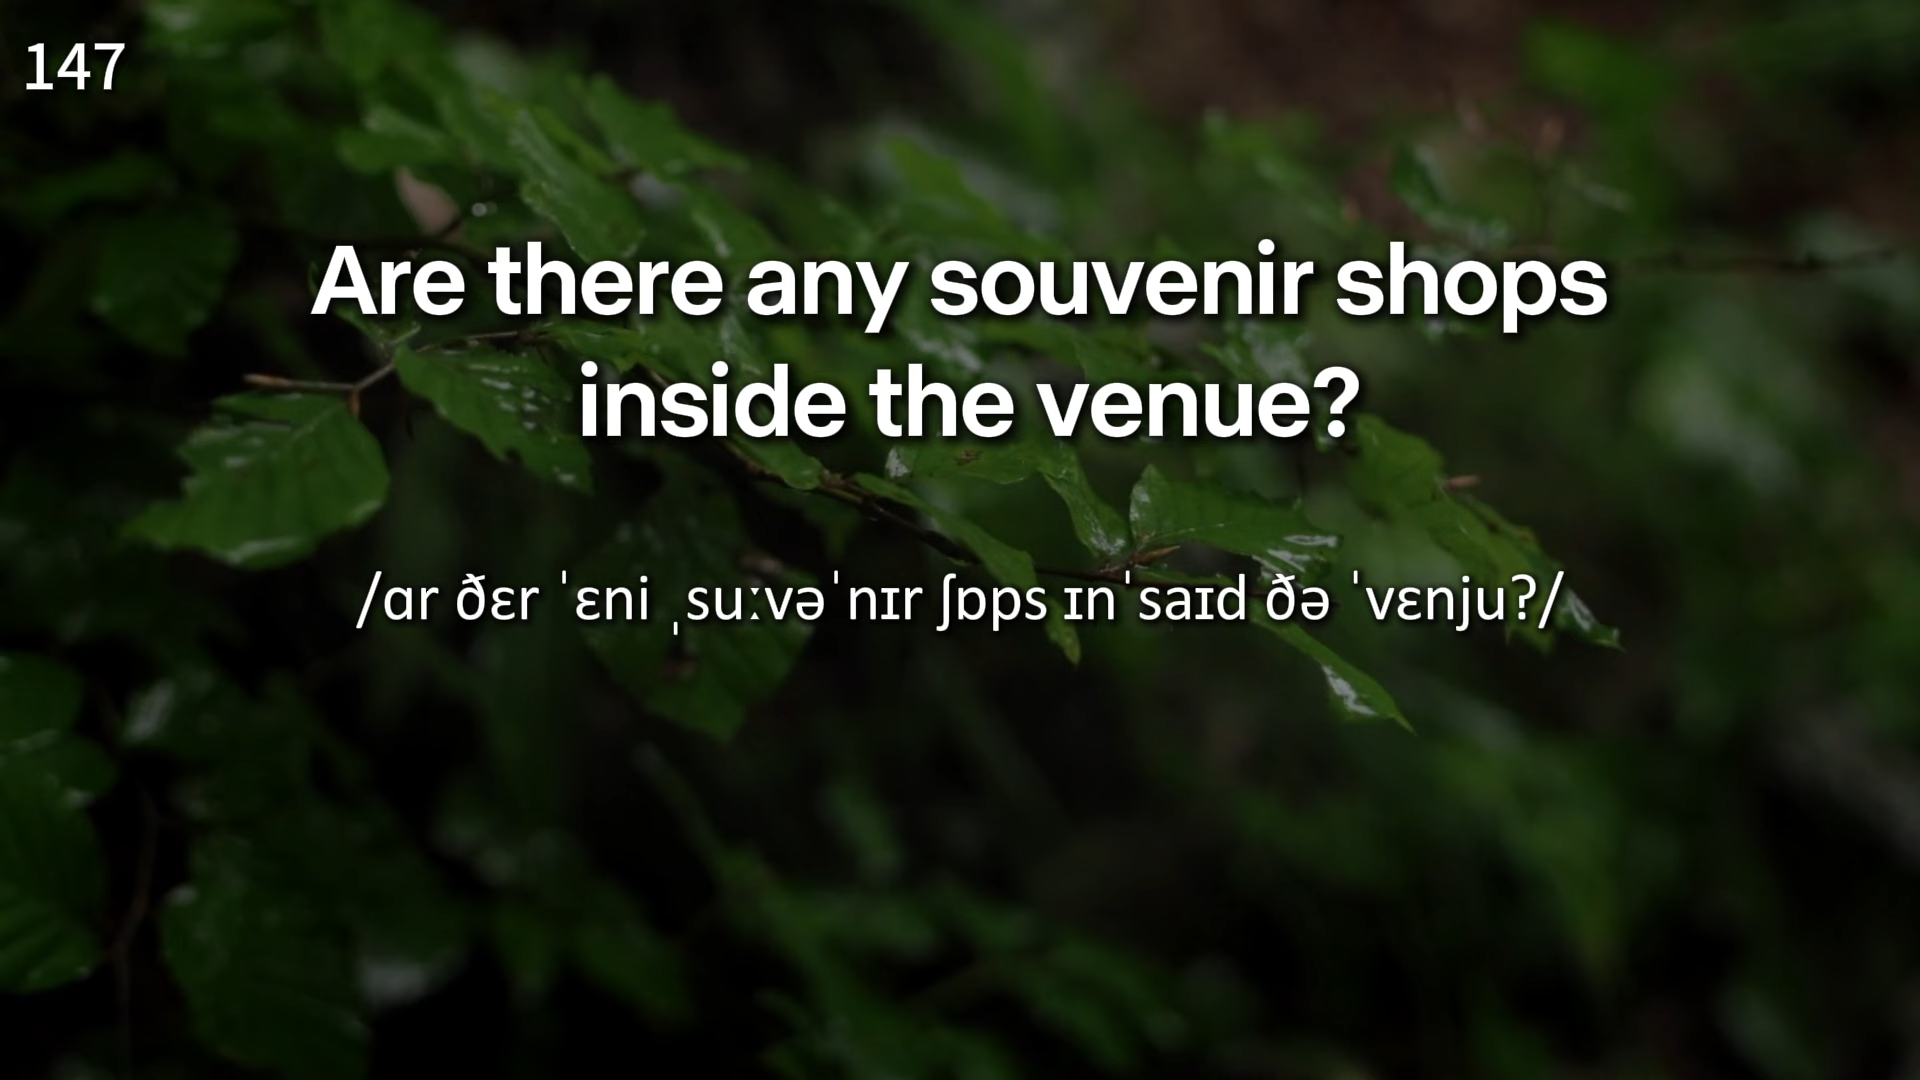 147
Are there any souvenir shops
inside the venue?
/ɑr ðɛr ˈɛni ˌsuːvəˈnɪr ʃɒps ɪnˈsaɪd ðə ˈvɛnju?/